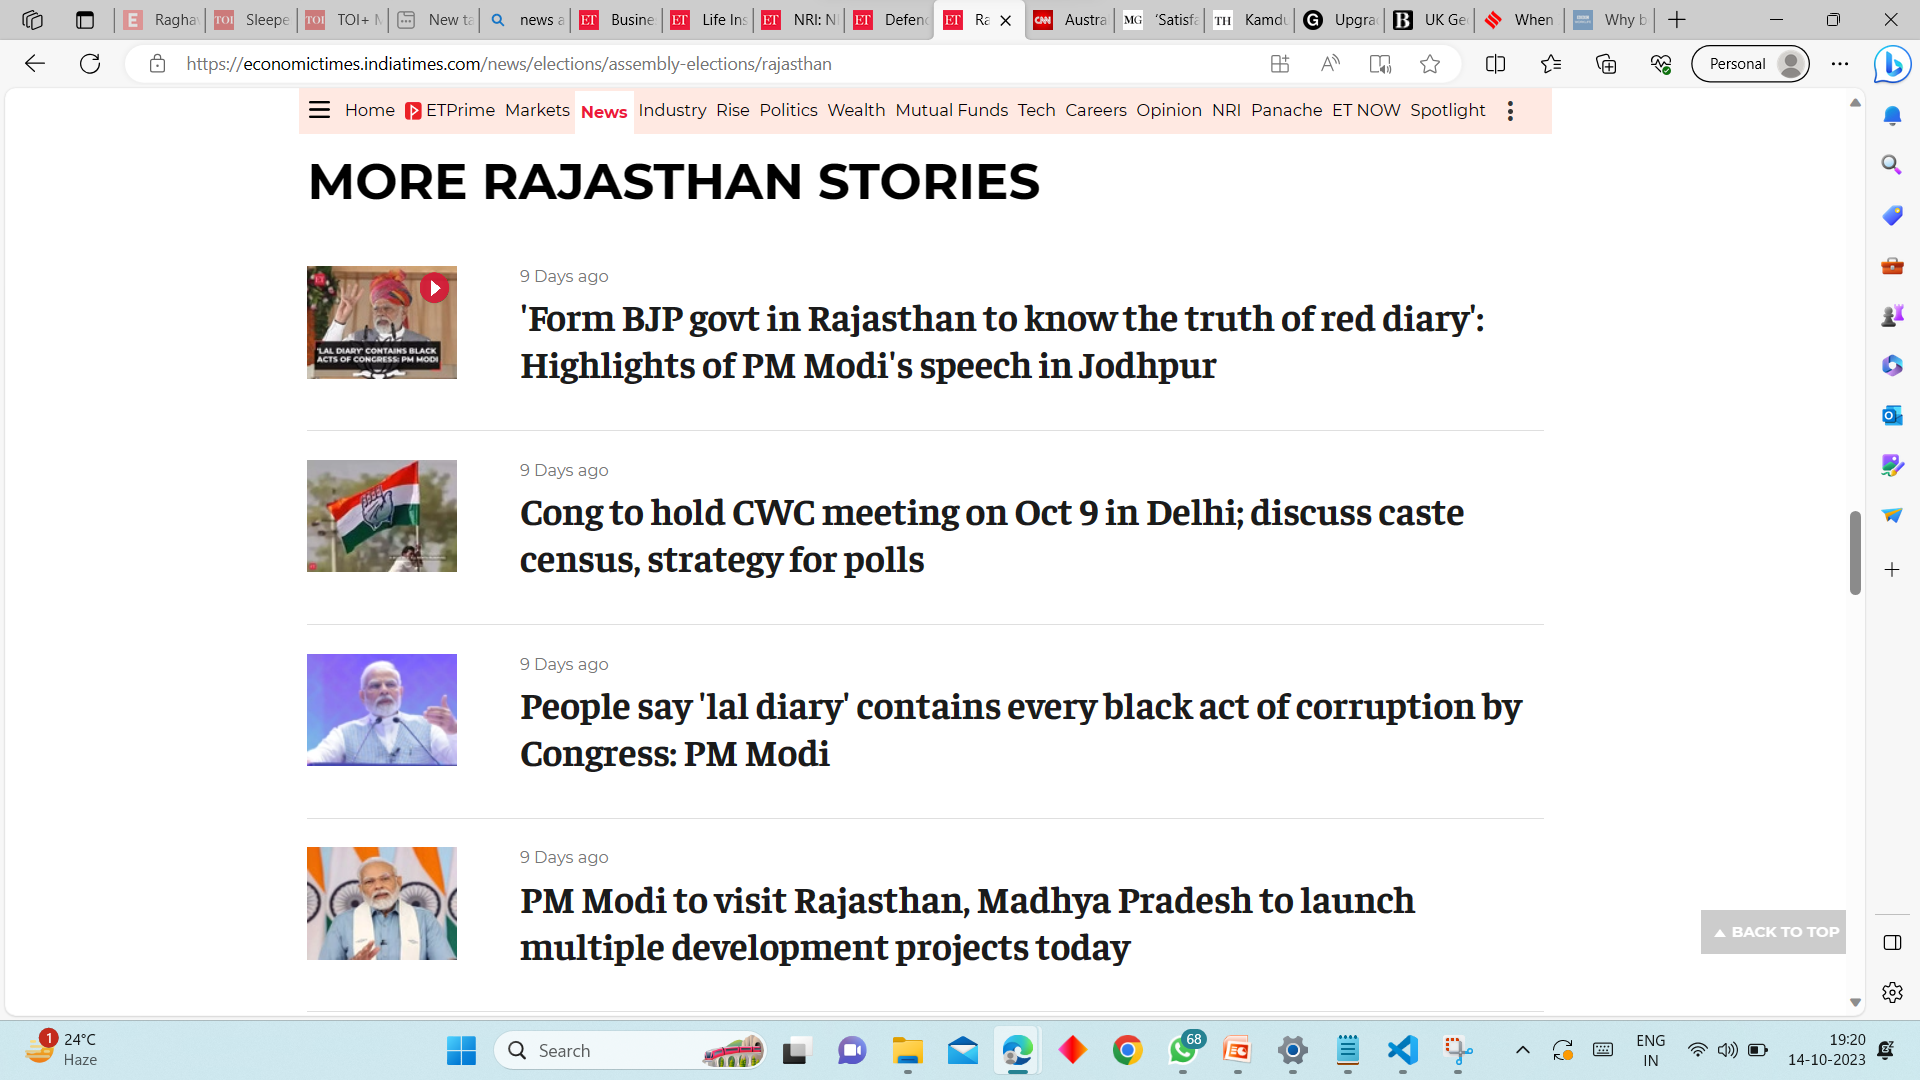 Ragha
Sleepe
TOI+ M
New ta
news a
Busine
Life Ins
NRI: N
Defend
Ra
Austra
'Satisfa
Kamdu
Upgra
UK Ge
When
Why b
https://economictimes.indiatimes.com/news/elections/assembly-elections/rajasthan
Personal
Home ETPrime Markets News Industry Rise Politics Wealth Mutual Funds Tech Careers Opinion NRI Panache ET NOW Spotlight
MORE RAJASTHAN STORIES
9 Days ago
'Form BJP govt in Rajasthan to know the truth of red diary':
Highlights of PM Modi's speech in Jodhpur
'LAL DIARY' CONTAINS BLACK
ACTS OF CONGRESS: PM MODI
9 Days ago
Cong to hold CWC meeting on Oct 9 in Delhi; discuss caste
census, strategy for polls
9 Days ago
People say 'lal diary' contains every black act of corruption by
Congress: PM Modi
9 Days ago
PM Modi to visit Rajasthan, Madhya Pradesh to launch
multiple development projects today
BACK TO TOP
1
24°C
Haze
Search
68
ENG
IN
19:20
14-10-2023